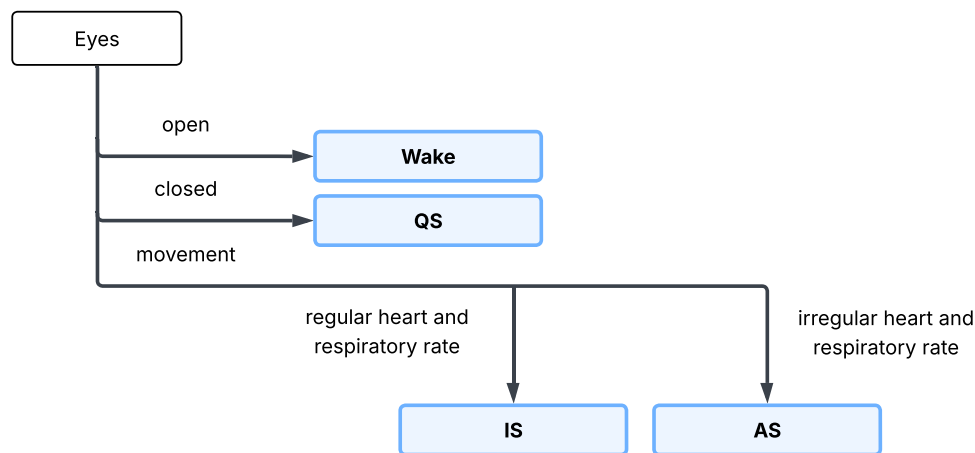 Eyes
open
Wake
closed
QS
movement
regular heart and
respiratory rate
irregular heart and
respiratory rate
IS
AS